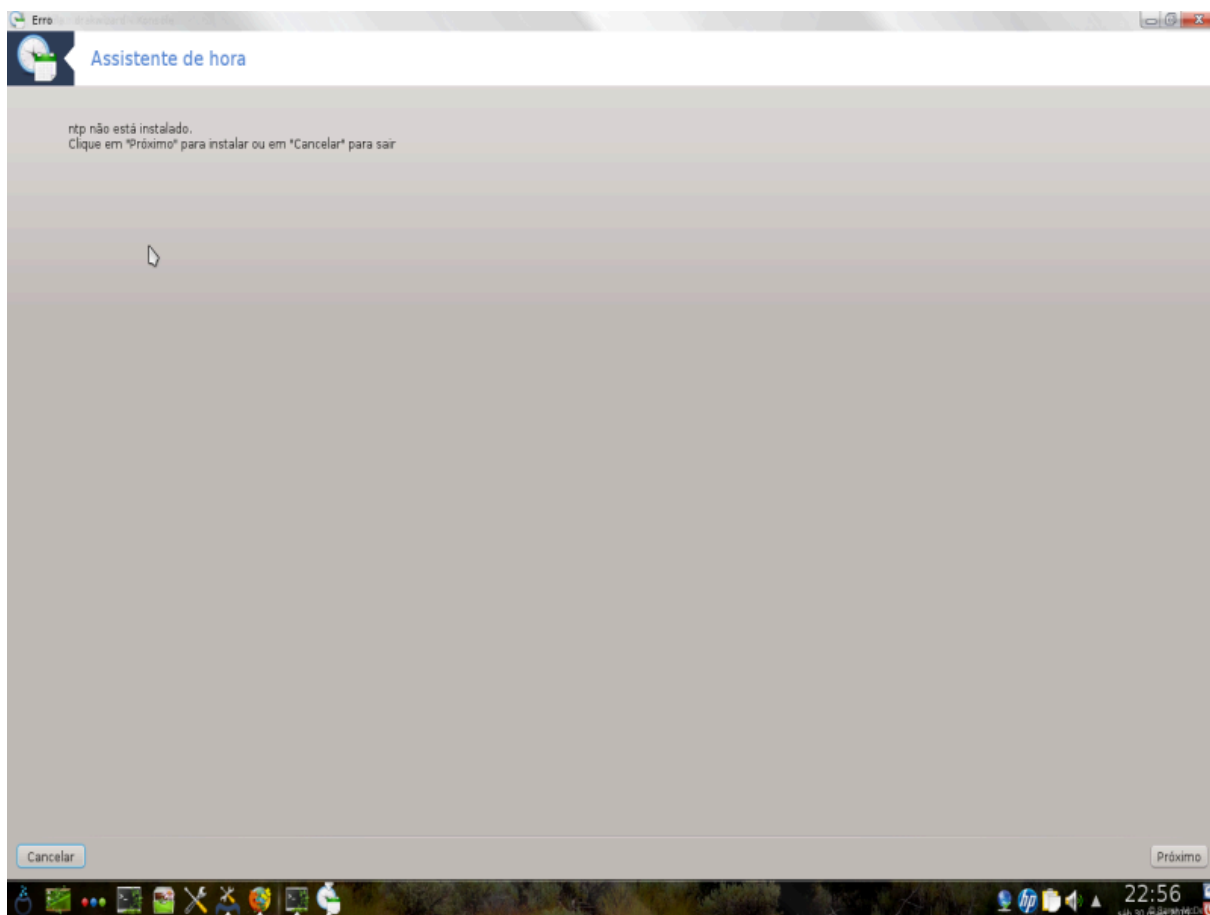 Erro
Assistente de hora
ntp não está instalado.
Clique em "Próximo" para instalar ou em "Cancelar" para sair
Cancelar
Próximo
hp
22:56